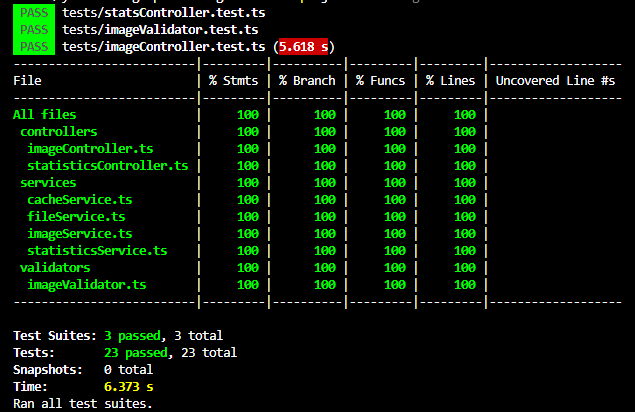 PASS tests/statsController.test.ts
PASS tests/imageValidator.test.ts
PASS tests/imageController.test.ts (5.618 s)
-------------------------|---------|----------|---------|---------|-------------------
File                     | % Stmts | % Branch | % Funcs | % Lines | Uncovered Line #s
-------------------------|---------|----------|---------|---------|-------------------
All files                |     100 |      100 |     100 |     100 |
 controllers             |     100 |      100 |     100 |     100 |
  imageController.ts     |     100 |      100 |     100 |     100 |
  statisticsController.ts |     100 |      100 |     100 |     100 |
 services                |     100 |      100 |     100 |     100 |
  cacheService.ts        |     100 |      100 |     100 |     100 |
  fileService.ts         |     100 |      100 |     100 |     100 |
  imageService.ts        |     100 |      100 |     100 |     100 |
  statisticsService.ts   |     100 |      100 |     100 |     100 |
 validators              |     100 |      100 |     100 |     100 |
  imageValidator.ts      |     100 |      100 |     100 |     100 |
-------------------------|---------|----------|---------|---------|-------------------
Test Suites: 3 passed, 3 total
Tests:       23 passed, 23 total
Snapshots:   0 total
Time:        6.373 s
Ran all test suites.